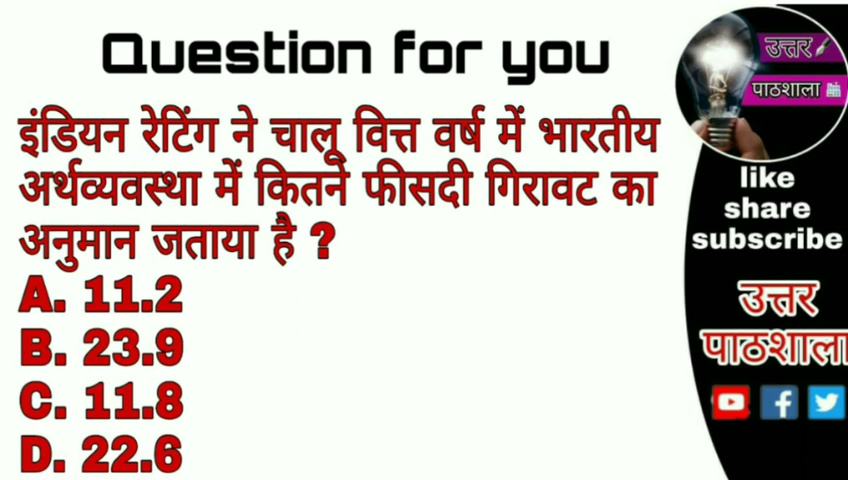 Question for you
इंडियन रेटिंग ने चालू वित्त वर्ष में भारतीय
अर्थव्यवस्था में कितने फीसदी गिरावट का
अनुमान जताया है ?
A. 11.2
B. 23.9
C. 11.8
D. 22.6
उत्तर
पाठशाला
like
share
subscribe
उत्तर
पाठशाला